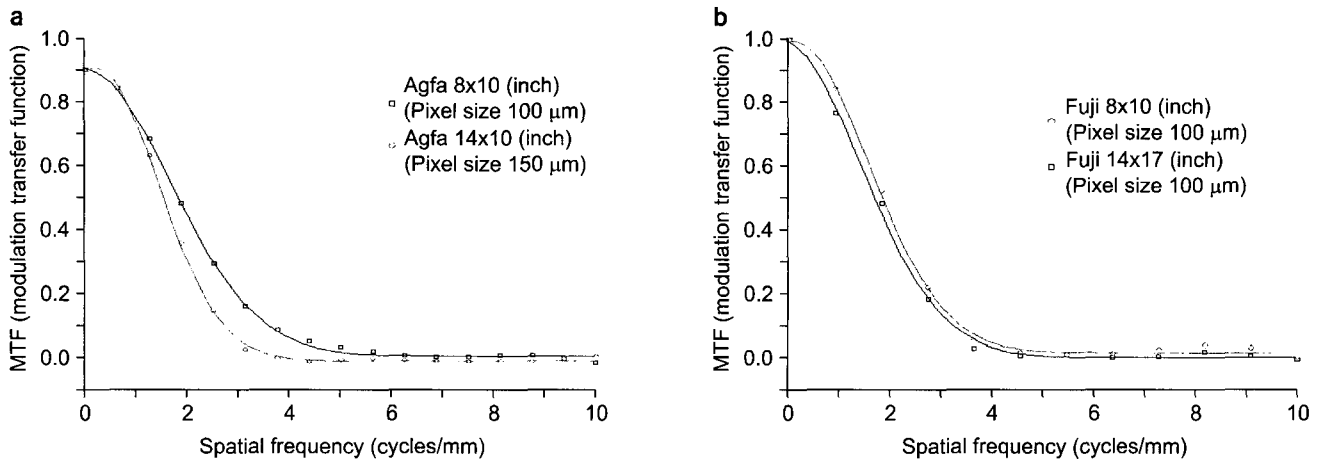 a
MTF (modulation transfer function)
1.0
0.8
0.6
0.4
0.2
0.0
0 2 4 6 8 10
Spatial frequency (cycles/mm)
Agfa 8x10 (inch)
(Pixel size 100 μm)
Agfa 14x10 (inch)
(Pixel size 150 μm)
b
MTF (modulation transfer function)
1.0
0.8
0.6
0.4
0.2
0.0
0 2 4 6 8 10
Spatial frequency (cycles/mm)
Fuji 8x10 (inch)
(Pixel size 100 μm)
Fuji 14x17 (inch)
(Pixel size 100 μm)